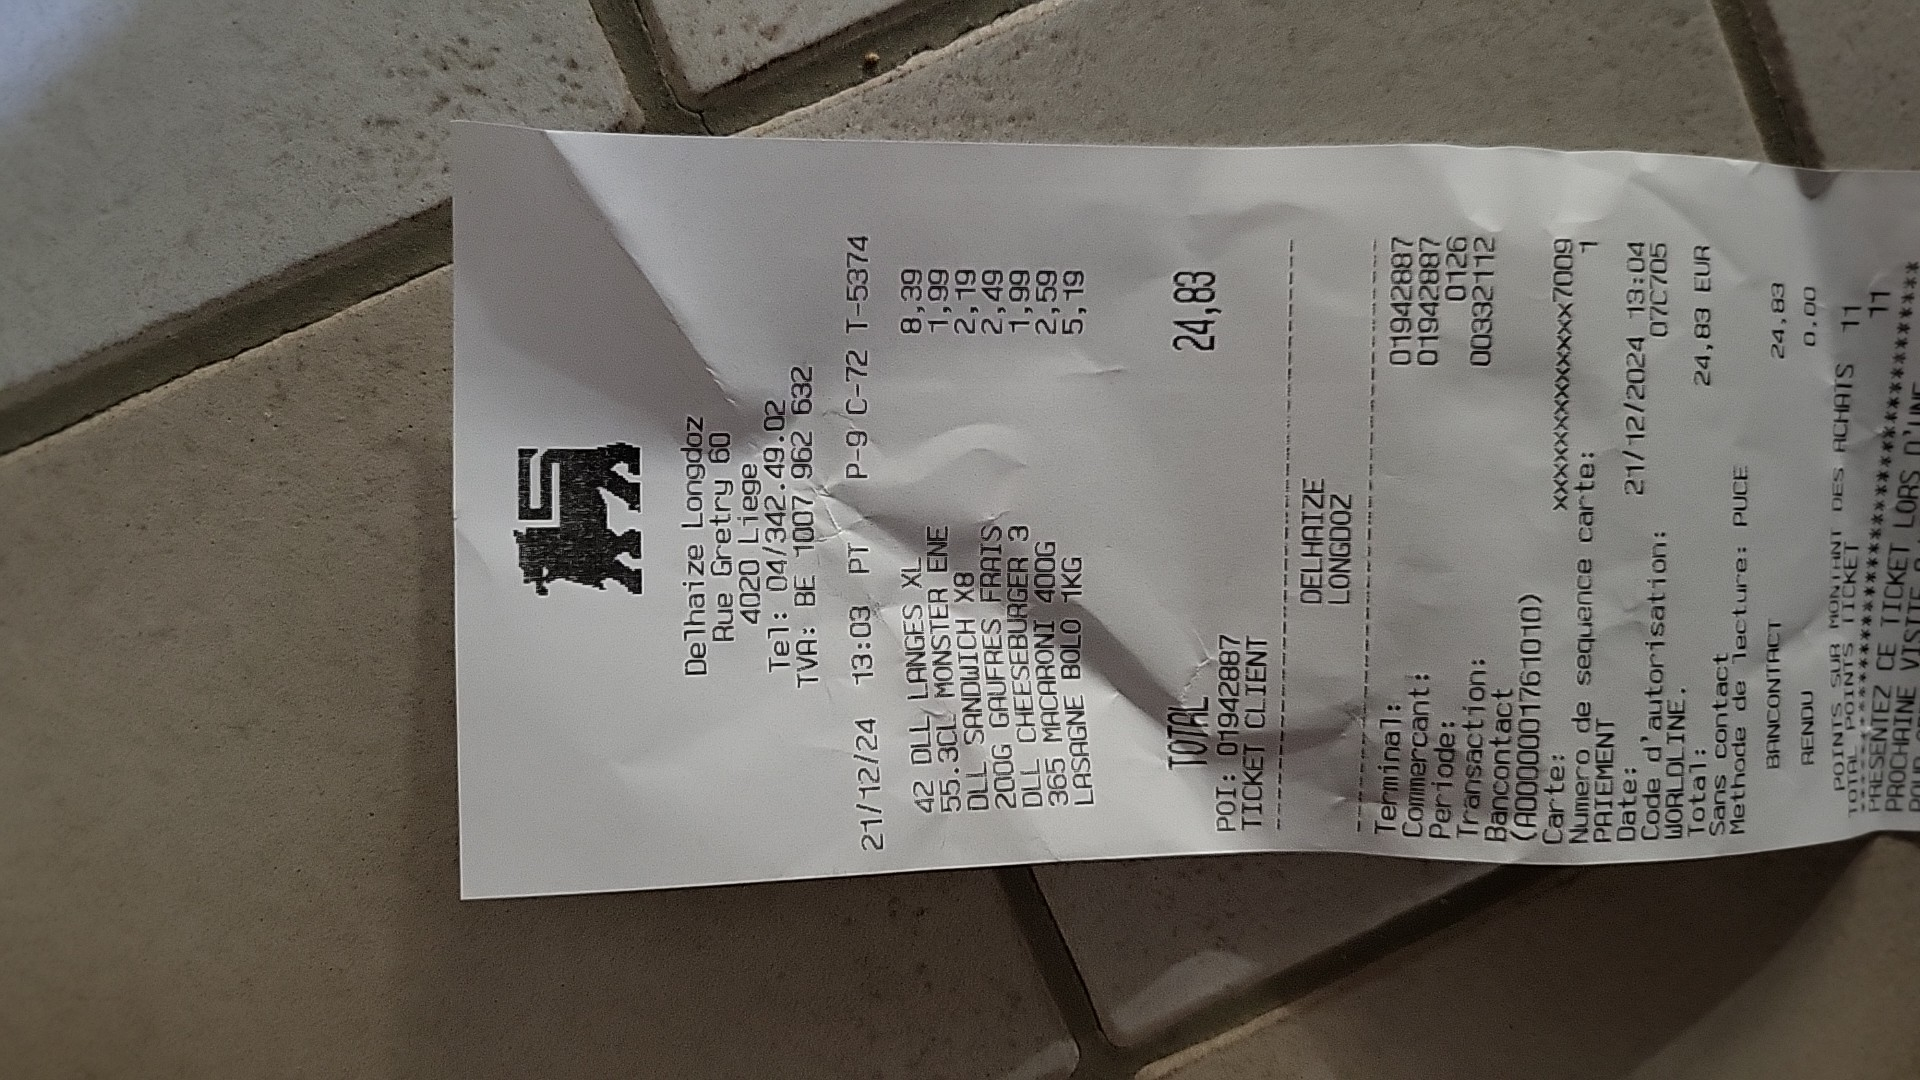 Delhaize Longdoz
Rue Gretry 60
4020 Liege
Tel: 04/342.49.02
TVA: BE 1007 962 632
21/12/24 13:03 PT P-9 C-72 T-5374
42 DLL LANGES XL 8,39
55.3CL MONSTER ENE 1,99
DLL SANDWICH X8 2,19
200G GAUFRES FRAIS 2,49
DLL CHEESEBURGER 3 1,99
365 MACARONI 400G 2,59
LASAGNE BOLO 1KG 5,19
TOTAL 24,83
POI: 01942887
TICKET CLIENT
--------------------------------
DELHAIZE
LONGDOZ
--------------------------------
Terminal: 01942887
Commercant: 01942887
Periode: 0126
Transaction: 00332112
Bancontact
(A0000001761010)
Carte: xxxxxxxxxxxxx7009
Numero de sequence carte: 1
PAIEMENT
Date: 21/12/2024 13:04
Code d'autorisation: 07C705
WORLDLINE.
Total: 24,83 EUR
Sans contact
Methode de lecture: PUCE
BANCONTACT 24,83
RENDU 0.00
POINTS SUR MONTANT DES ACHATS 11
TOTAL POINTS TICKET 11
****************************************
PRESENTEZ CE TICKET LORS D'UNE
PROCHAINE VISITE